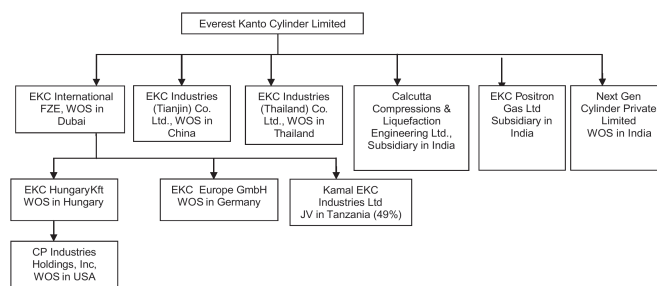 Everest Kanto Cylinder Limited
EKC International
FZE, WOS in
Dubai
EKC Industries
(Tianjin) Co.
Ltd., WOS in
China
EKC Industries
(Thailand) Co.
Ltd., WOS in
Thailand
Calcutta
Compressions &
Liquefaction
Engineering Ltd.,
Subsidiary in India
EKC Positron
Gas Ltd
Subsidiary in
India
Next Gen
Cylinder Private
Limited
WOS in India
EKC HungaryKft
WOS in Hungary
EKC Europe GmbH
WOS in Germany
Kamal EKC
Industries Ltd
JV in Tanzania (49%)
CP Industries
Holdings, Inc,
WOS in USA